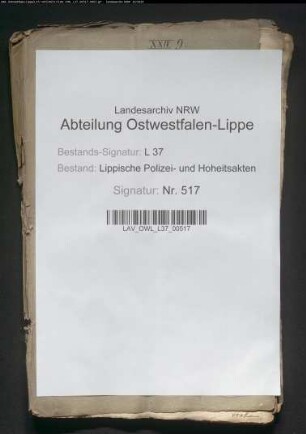 XXII 9.
Landesarchiv NRW
Abteilung Ostwestfalen-Lippe
Bestands-Signatur: L 37
Bestand: Lippische Polizei- und Hoheitsakten
Signatur: Nr. 517
LAV_OWL_L37_00517